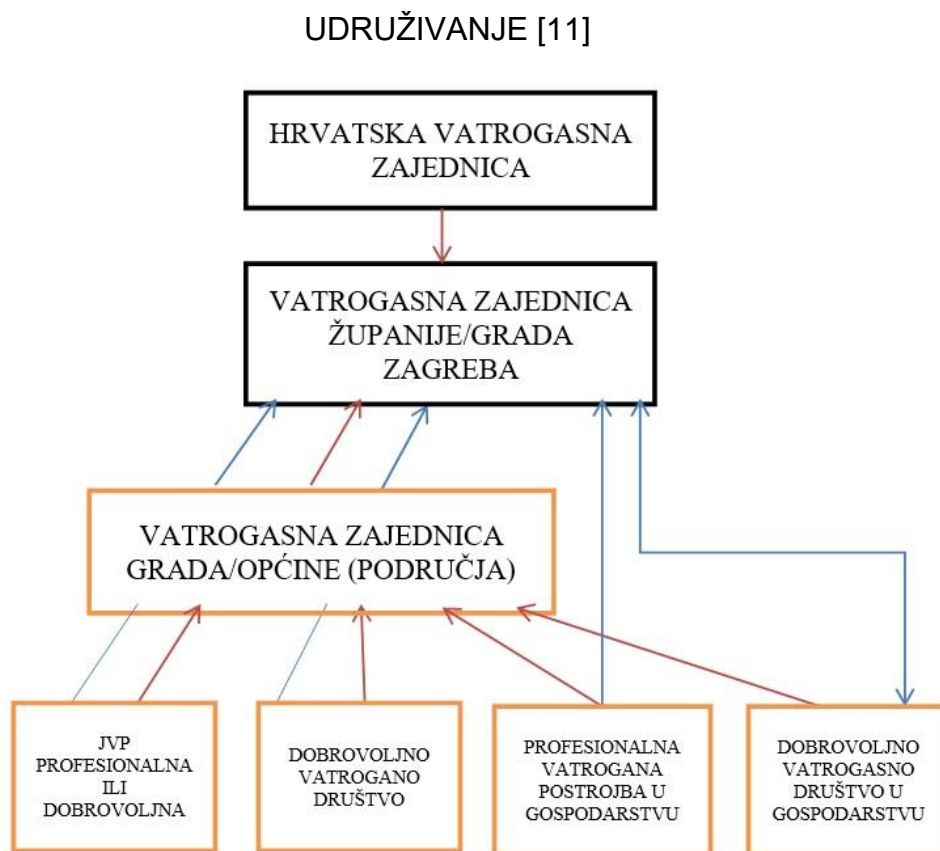 UDRUŽIVANJE [11]
HRVATSKA VATROGASNA
ZAJEDNICA
VATROGASNA ZAJEDNICA
ŽUPANIJE/GRADA
ZAGREBA
VATROGASNA ZAJEDNICA
GRADA/OPĆINE (PODRUČJA)
JVP
PROFESIONALNA
ILI
DOBROVOLJNA
DOBROVOLJNO
VATROGANO
DRUŠTVO
PROFESIONALNA
VATROGANA
POSTROJBA U
GOSPODARSTVU
DOBROVOLJNO
VATROGASNO
DRUŠTVO U
GOSPODARSTVU